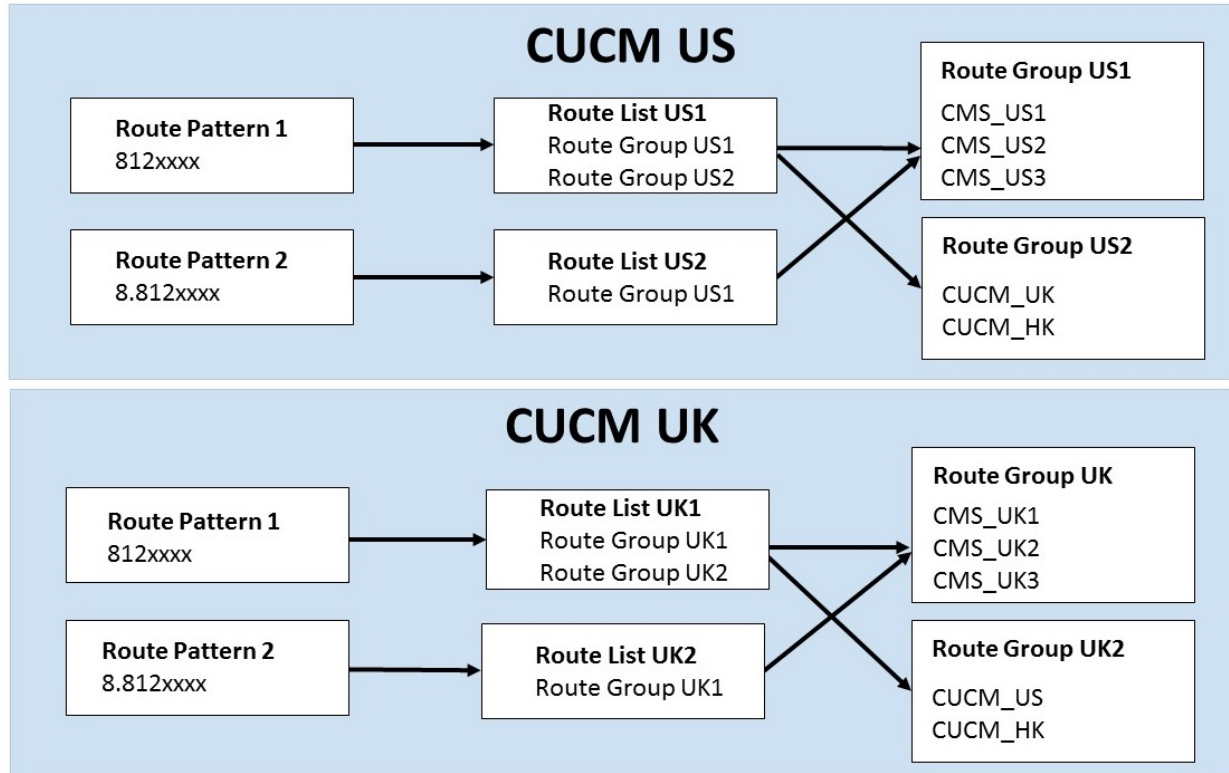 CUCM US
Route Pattern 1
812xxxx
Route List US1
Route Group US1
Route Group US2
Route Group US1
CMS_US1
CMS_US2
CMS_US3
Route Pattern 2
8.812xxxx
Route List US2
Route Group US1
Route Group US2
CUCM_UK
CUCM_HK
CUCM UK
Route Pattern 1
812xxxx
Route List UK1
Route Group UK1
Route Group UK2
Route Group UK
CMS_UK1
CMS_UK2
CMS_UK3
Route Pattern 2
8.812xxxx
Route List UK2
Route Group UK1
Route Group UK2
CUCM_US
CUCM_HK